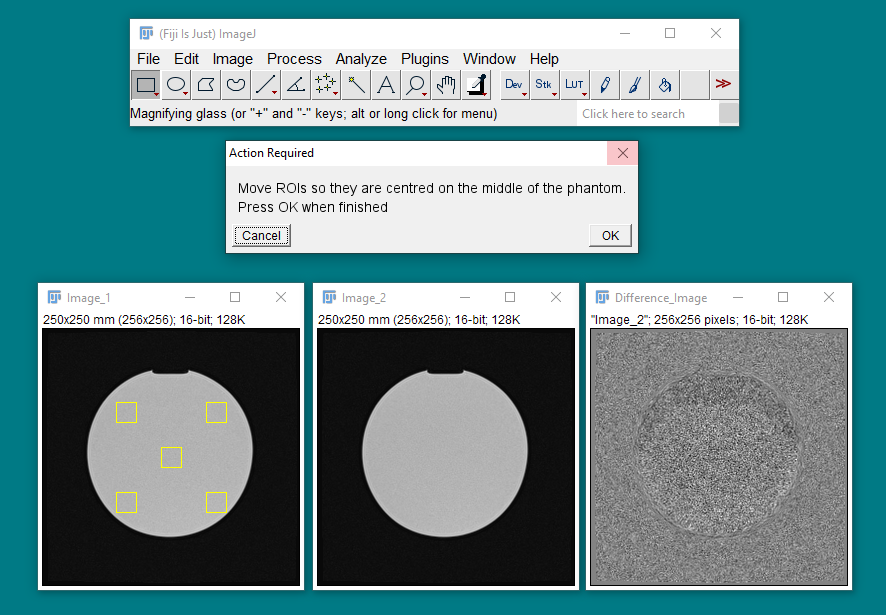 (Fiji Is Just) ImageJ
File Edit Image Process Analyze Plugins Window Help
Dev Stk LUT
Magnifying glass (or "+" and "-" keys; alt or long click for menu) Click here to search
Action Required
Move ROIs so they are centred on the middle of the phantom.
Press OK when finished
Cancel OK
Image_1 Image_2 Difference_Image
250x250 mm (256x256); 16-bit; 128K 250x250 mm (256x256); 16-bit; 128K "Image_2"; 256x256 pixels; 16-bit; 128K